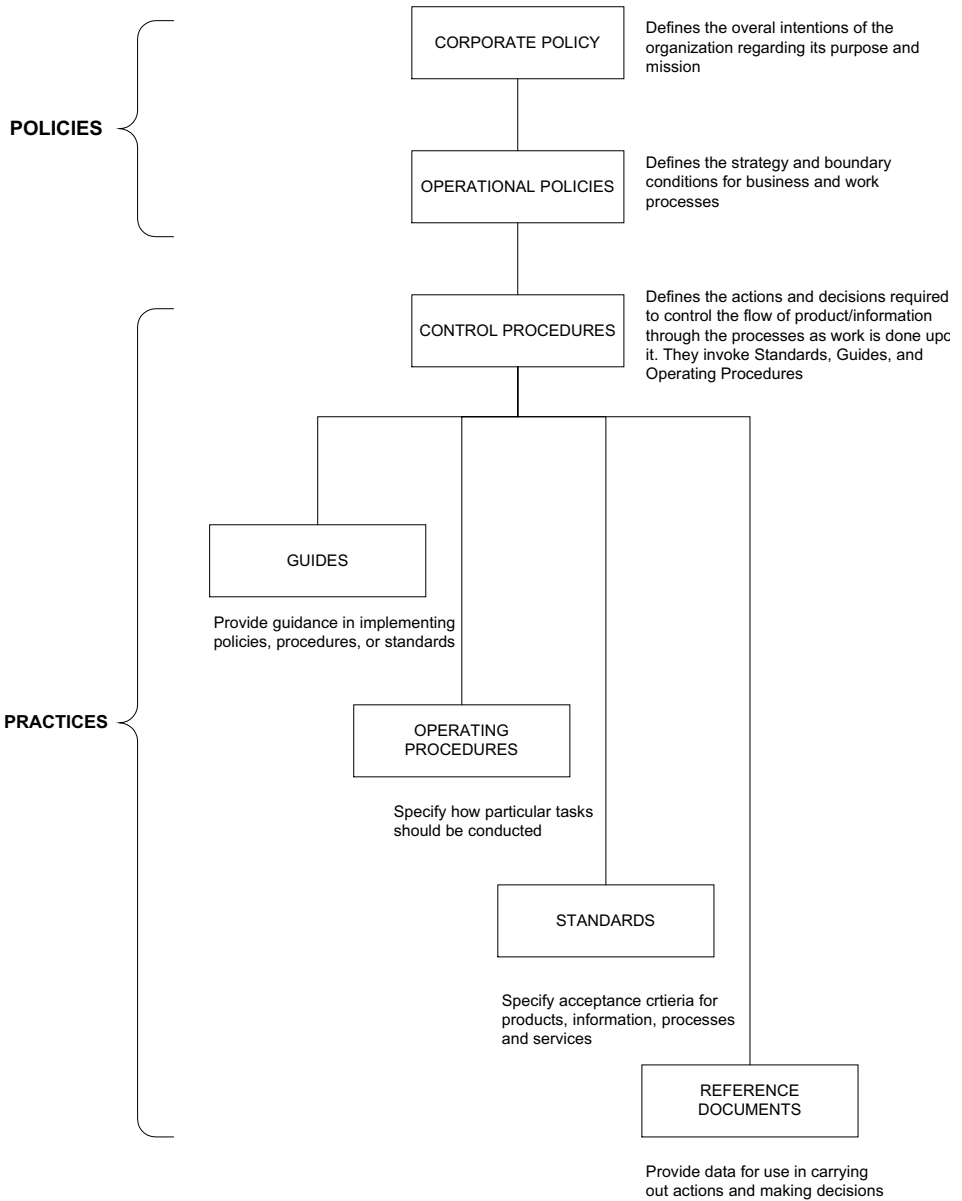 CORPORATE POLICY
Defines the overal intentions of the
organization regarding its purpose and
mission
POLICIES
OPERATIONAL POLICIES
Defines the strategy and boundary
conditions for business and work
processes
CONTROL PROCEDURES
Defines the actions and decisions required
to control the flow of product/information
through the processes as work is done upo
it. They invoke Standards, Guides, and
Operating Procedures
GUIDES
Provide guidance in implementing
policies, procedures, or standards
PRACTICES
OPERATING
PROCEDURES
Specify how particular tasks
should be conducted
STANDARDS
Specify acceptance crtieria for
products, information, processes
and services
REFERENCE
DOCUMENTS
Provide data for use in carrying
out actions and making decisions